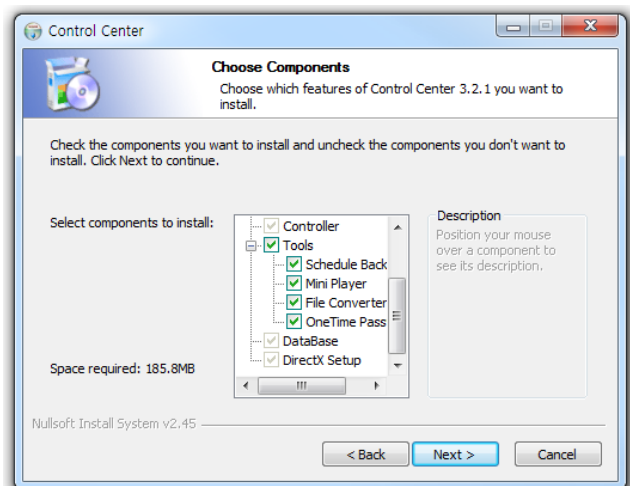 Control Center
Choose Components
Choose which features of Control Center 3.2.1 you want to
install.
Check the components you want to install and uncheck the components you don't want to
install. Click Next to continue.
Select components to install:
Controller
Tools
Schedule Back
Mini Player
File Converter
OneTime Pass
DataBase
DirectX Setup
Description
Position your mouse
over a component to
see its description.
Space required: 185.8MB
Nullsoft Install System v2.45
< Back
Next >
Cancel